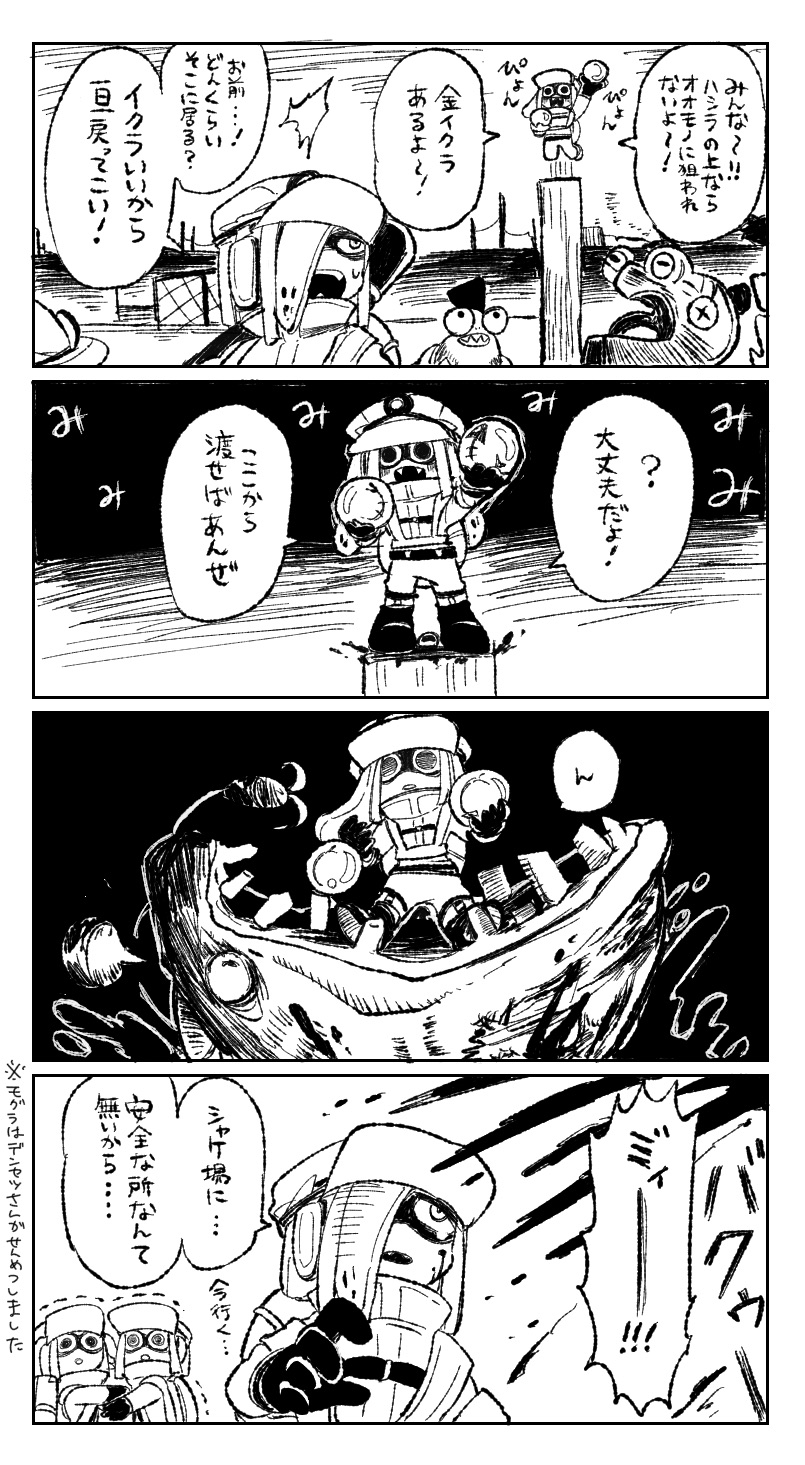 みんな〜!!
ハシラの上なら
オオモノに狙われ
ないよ〜!
ぴょん
ぴょん
金イクラ
あるよ〜!
お前…!
どんくらい
そこに居る?
イクラいいから
一旦戻ってこい!
?
大丈夫だよ!
ここから
渡せばあんぜ
み
み
み
み
み
み
ん
バクゥ
ミ゛ィ
ー!!!
シャケ場に…
安全な所なんて
無いから…
今行く…
※モグラはデンセツさんがせんめつしました